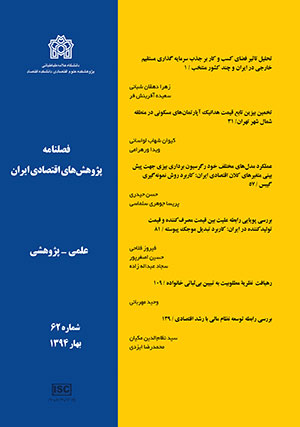 دانشگاه علامه طباطبائی
پژوهشکده علوم اقتصادی دانشکده اقتصاد
فصلنامه
پژوهش‌های اقتصادی ایران
علمی - پژوهشی
شماره ۶۲
بهار ۱۳۹۴
ISC
تحلیل تاثیر فضای کسب و کار بر جذب سرمایه گذاری مستقیم
خارجی در ایران و چند کشور منتخب / ۱
زهرا دهقان شبانی
سعیده آفرینش فر
تخمین بیزین تابع قیمت هدانیک آپارتمان‌های مسکونی در منطقه
شمال شهر تهران / ۳۱
کیوان شهاب لواسانی
ویدا ورهرامی
عملکرد مدل‌های مختلف خود رگرسیون برداری بیزی جهت پیش
بینی متغیرهای کلان اقتصادی ایران: کاربرد روش نمونه‌گیری
گیبس / ۵۷
حسن حیدری
پریسا جوهری سلماسی
بررسی پویایی رابطه علیت بین قیمت مصرف‌کننده و قیمت
تولیدکننده در ایران: کاربرد تبدیل موجک پیوسته / ۸۱
فیروز فلاحی
حسین اصغرپور
سجاد عبداله زاده
رهیافت نظریهٔ مطلوبیت به تبیین بی‌ثباتی خانواده / ۱۰۹
وحید مهربانی
بررسی رابطه توسعه نظام مالی با رشد اقتصادی / ۱۳۹
سید نظام‌الدین مکیان
محمدرضا ایزدی